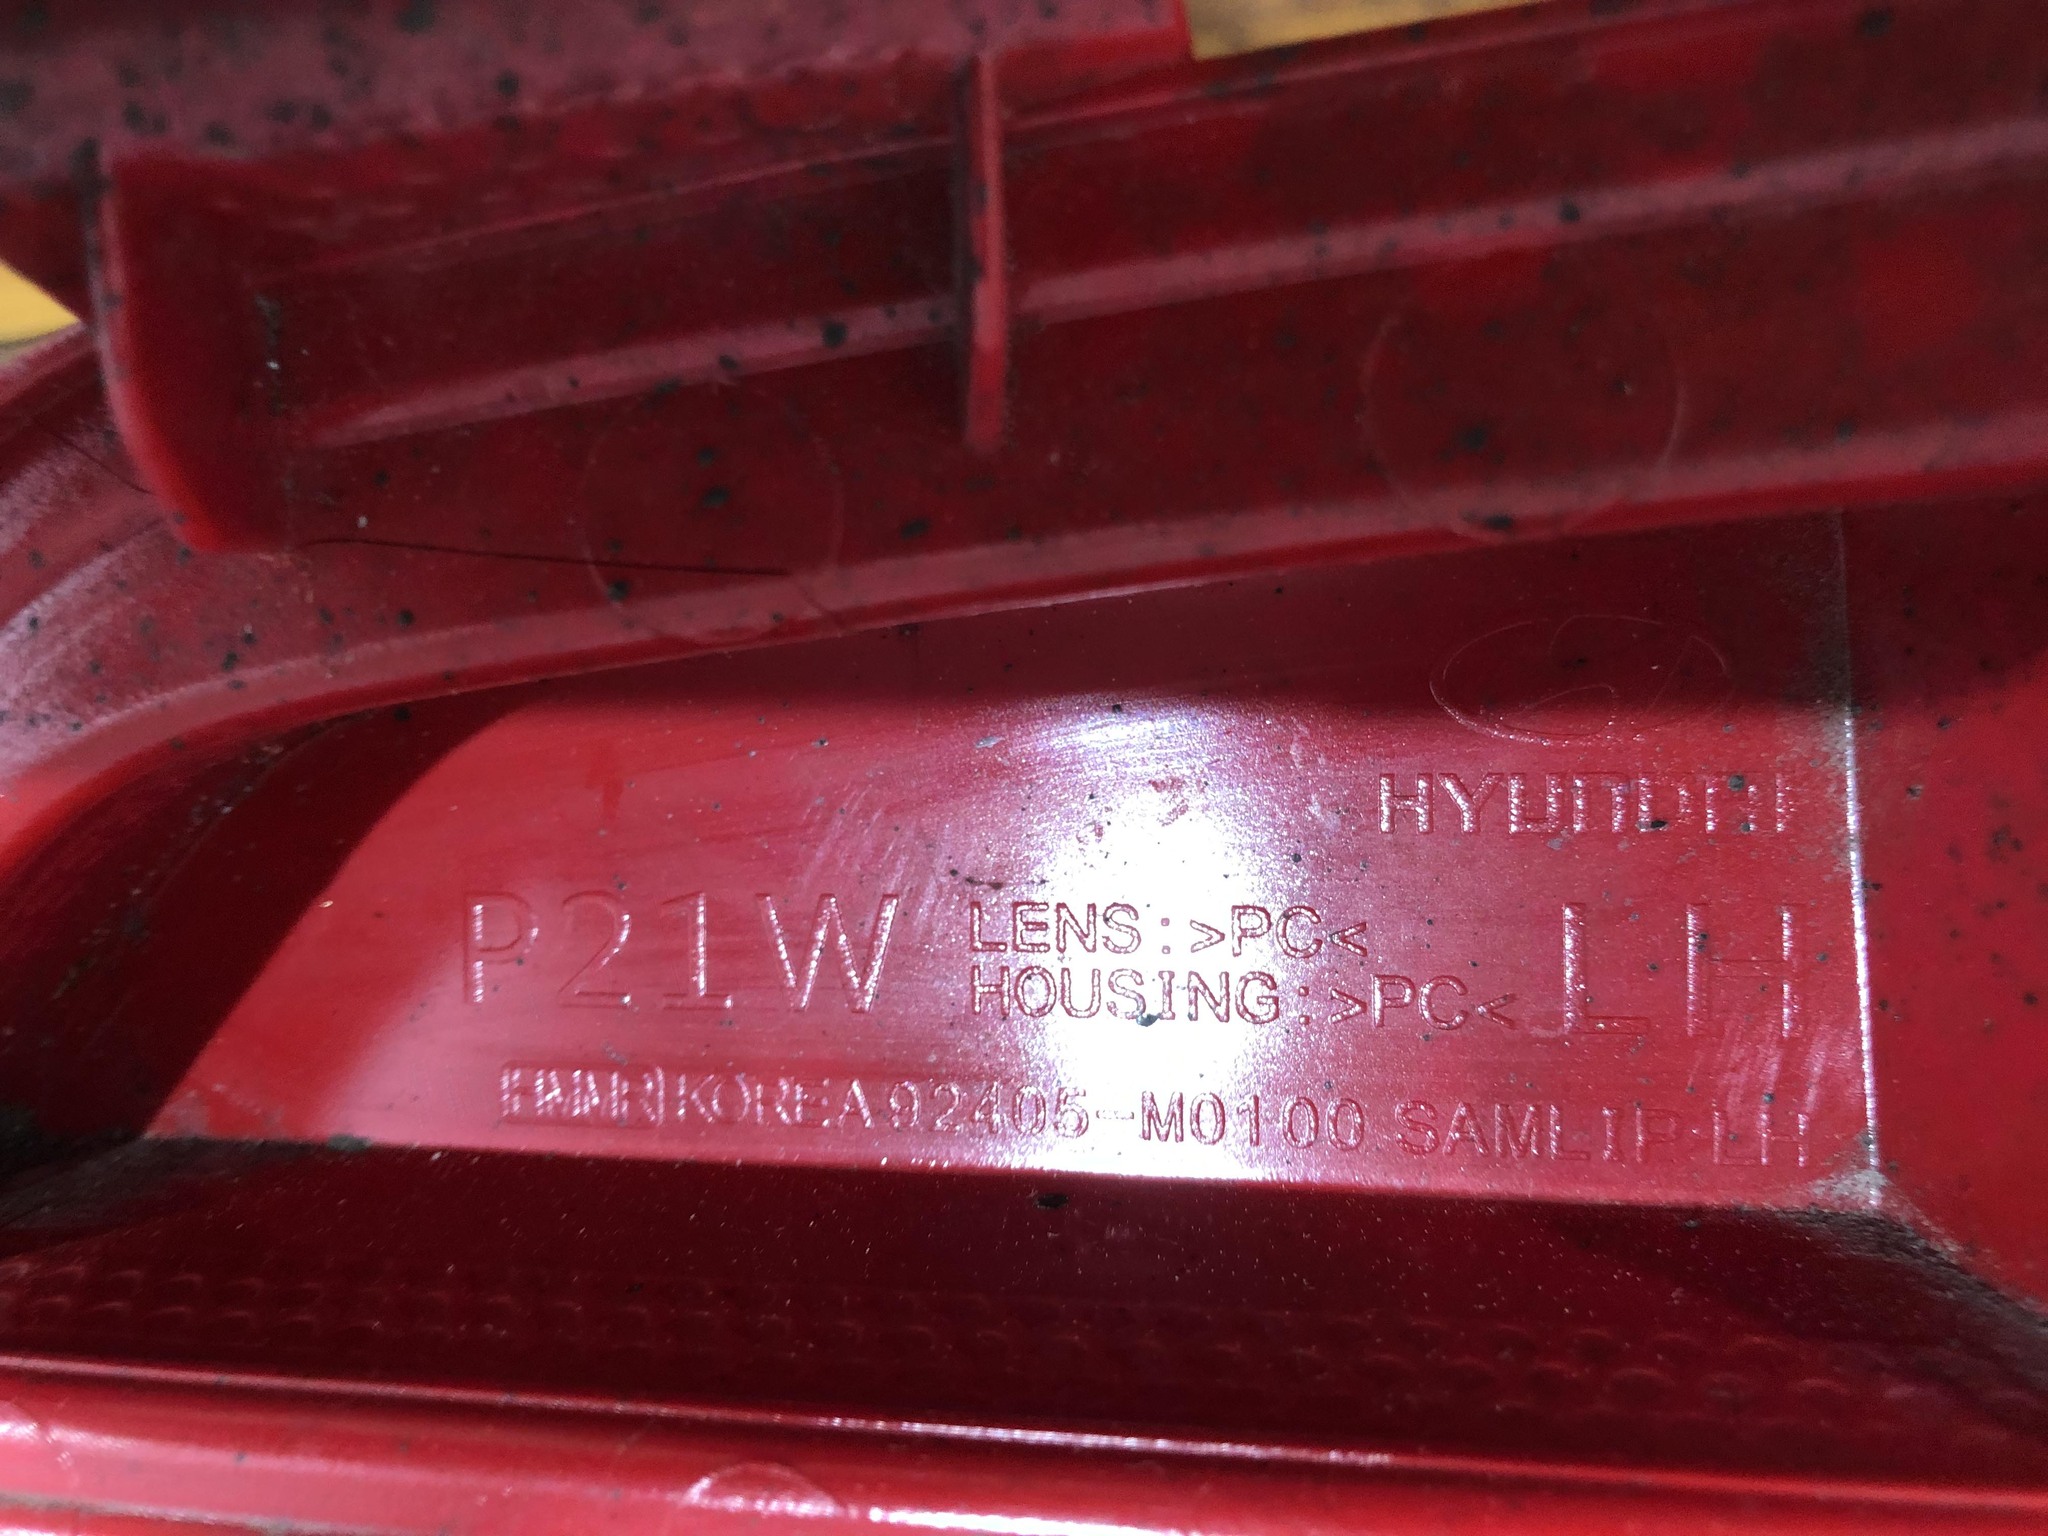 HYUNDAI
P21W
LENS:>PC<
HOUSING:>PC<
LH
KOREA 92405-M0100 SAMLIP LH